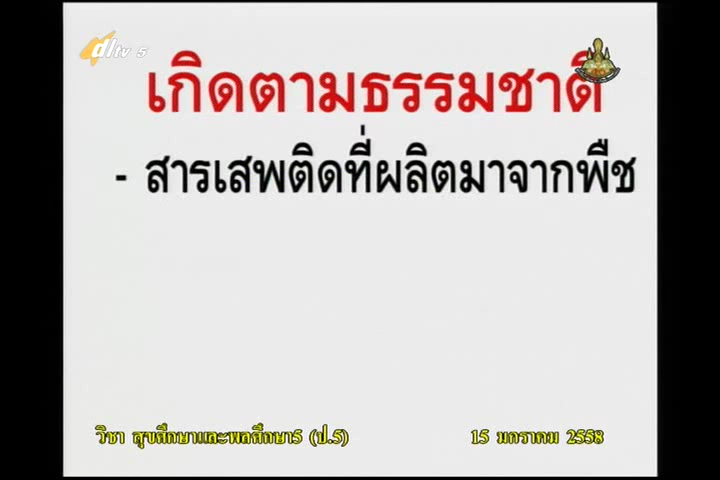 dltv 5
เกิดตามธรรมชาติ
- สารเสพติดที่ผลิตมาจากพืช
วิชา สุขศึกษาและพลศึกษา5 (ป.5) 15 มกราคม 2558